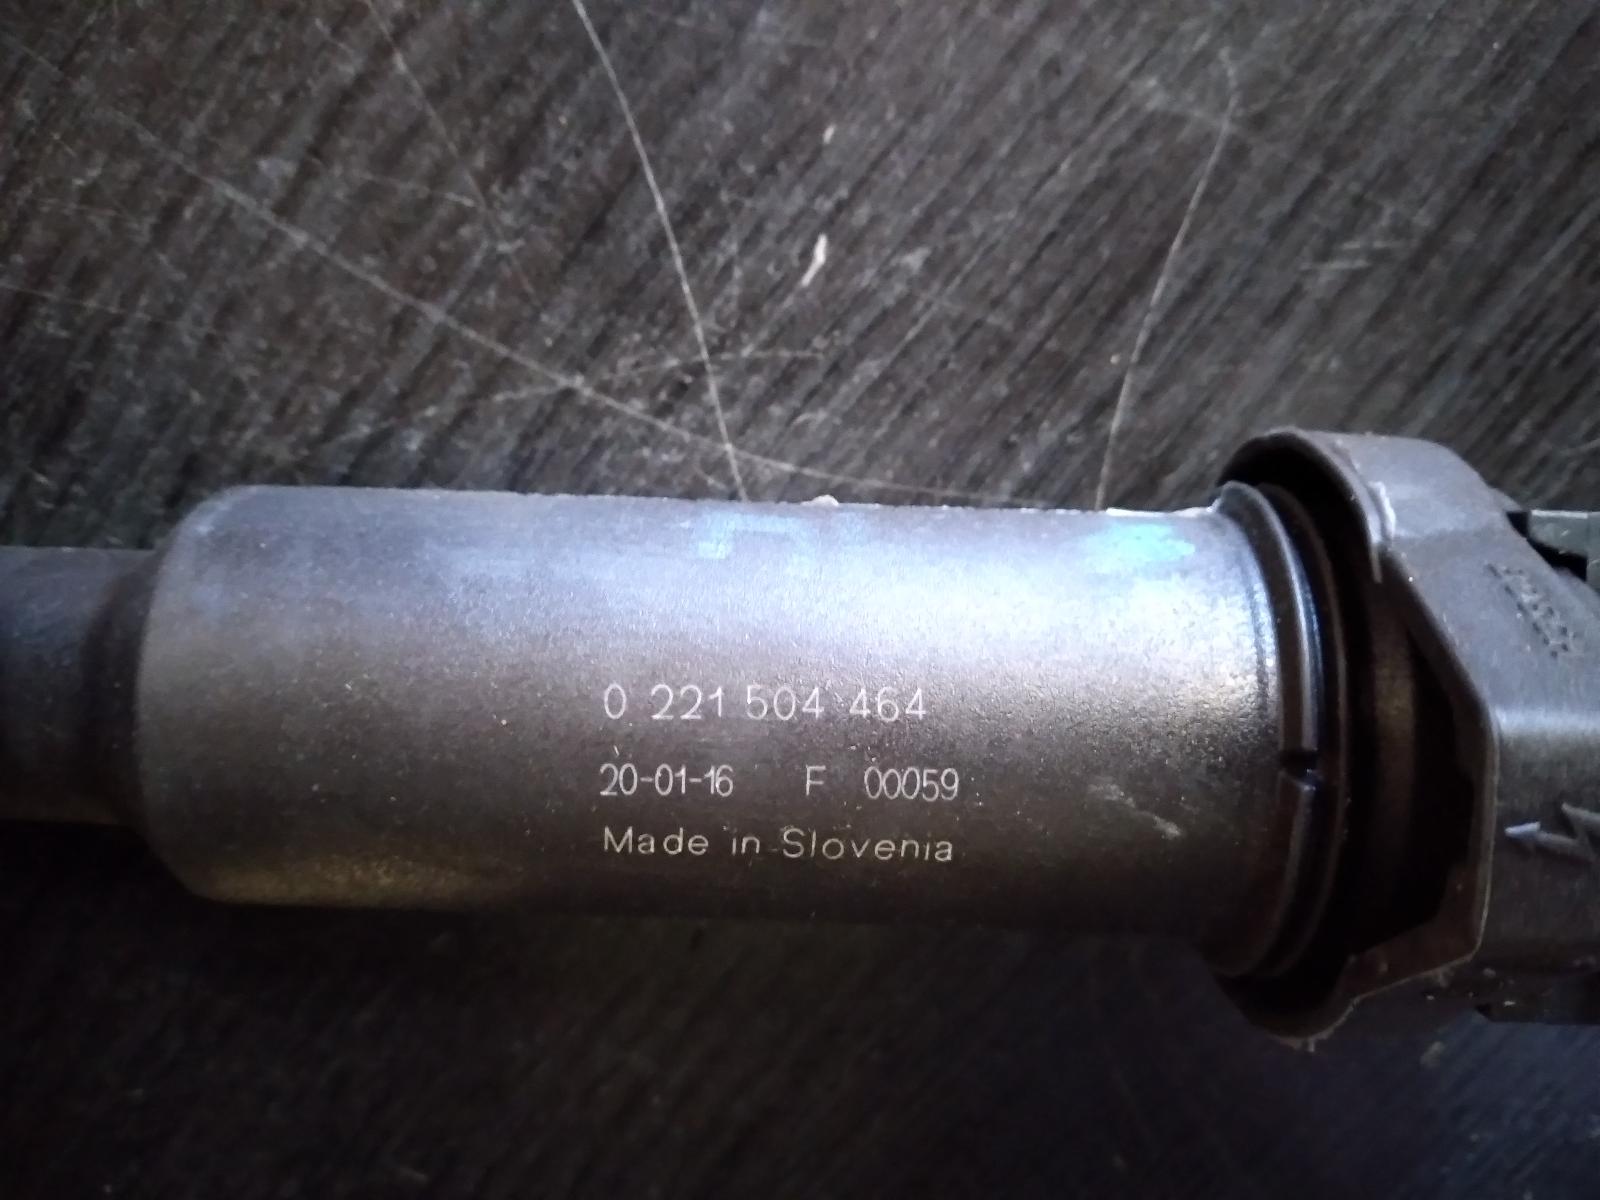 0 221 504 464
20-01-16 F 00059
Made in Slovenia